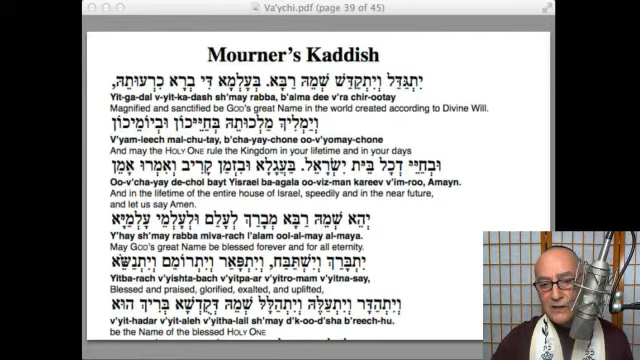 Va'ychi.pdf (page 39 of 45)
Mourner's Kaddish
יִתְגַּדַּל וְיִתְקַדַּשׁ שְׁמֵהּ רַבָּא. בְּעָלְמָא דִּי בְרָא כִרְעוּתֵהּ,
Yit-ga-dal v-yit-ka-dash sh'may rabba, b'alma dee v'ra chir-ootay
Magnified and sanctified be GOD's great Name in the world created according to Divine Will.
וְיַמְלִיךְ מַלְכוּתֵהּ בְּחַיֵּיכוֹן וּבְיוֹמֵיכוֹן
V'yam-leech mal-chu-tay, b'cha-yay-chone oo-v'yomay-chone
And may the HOLY ONE rule the Kingdom in your lifetime and in your days
וּבְחַיֵּי דְכָל בֵּית יִשְׂרָאֵל. בַּעֲגָלָא וּבִזְמַן קָרִיב וְאִמְרוּ אָמֵן
Oo-v'cha-yay de-chol bayt Yisrael ba-agala oo-viz-man kareev v'im-roo, Amayn.
And in the lifetime of the entire house of Israel, speedily and in the near future,
and let us say Amen.
יְהֵא שְׁמֵהּ רַבָּא מְבָרַךְ לְעָלַם וּלְעָלְמֵי עָלְמַיָּא
Y'hay sh'may rabba miva-rach l'alam ool-al-may almaya.
May GOD's great Name be blessed forever and for all eternity.
יִתְבָּרַךְ וְיִשְׁתַּבַּח, וְיִתְפָּאַר וְיִתְרוֹמַם וְיִתְנַשֵּׂא
Yitba-rach v'yishta-bach v'yitpa-ar v'yitro-mam v'yitna-say,
Blessed and praised, glorified, exalted, and uplifted,
וְיִתְהַדָּר, וְיִתְעַלֶּה וְיִתְהַלָּל שְׁמֵהּ דְּקֻדְשָׁא בְּרִיךְ הוּא
v'yit-hadar v'yit-aleh v'yitha-lall sh'may d'k-oo-d'sha b'reech-hu.
be the Name of the blessed HOLY ONE